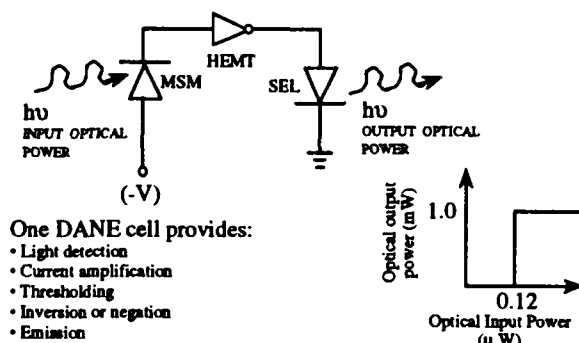 HEMT
MSM
SEL
hυ
INPUT OPTICAL
POWER
hυ
OUTPUT OPTICAL
POWER
(-V)
One DANE cell provides:
• Light detection
• Current amplification
• Thresholding
• Inversion or negation
• Emission
Optical output
power (mW)
1.0
0.12
Optical Input Power
(μ W)